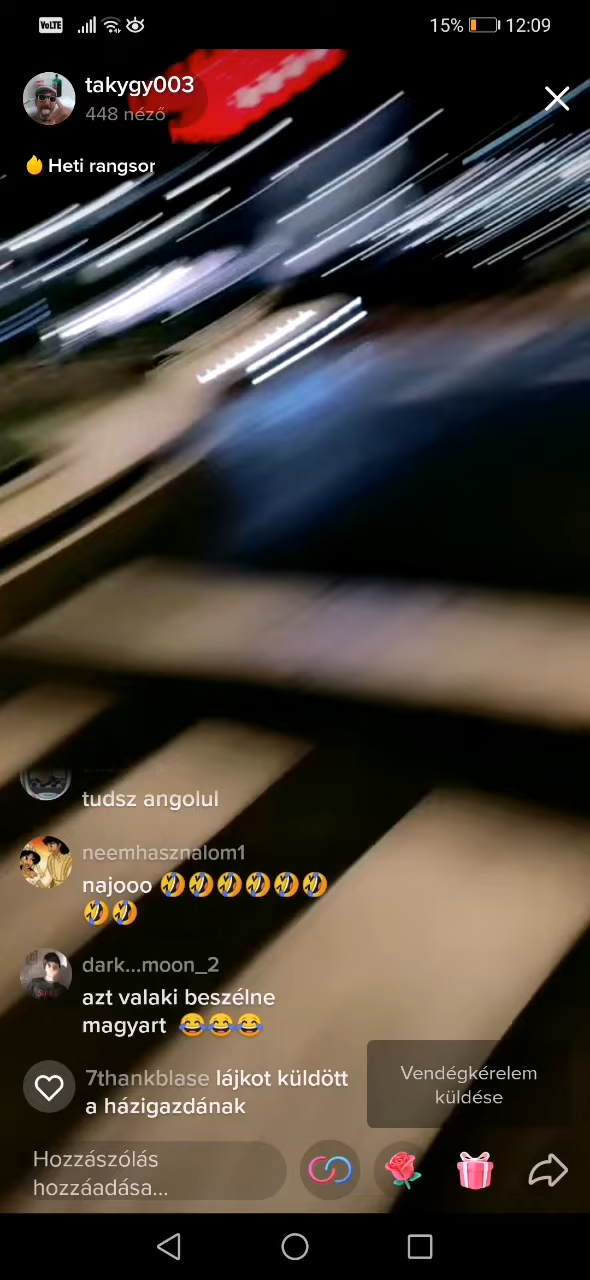 VoLTE
15% 12:09
takygy003
448 néző
Heti rangsor
tudsz angolul
neemhasznalom1
najooo 🤣🤣🤣🤣🤣🤣
🤣🤣
dark...moon_2
azt valaki beszélne
magyart 😂😂😂
7thankblase lájkot küldött
a házigazdának
Vendégkérelem
küldése
Hozzászólás
hozzáadása...